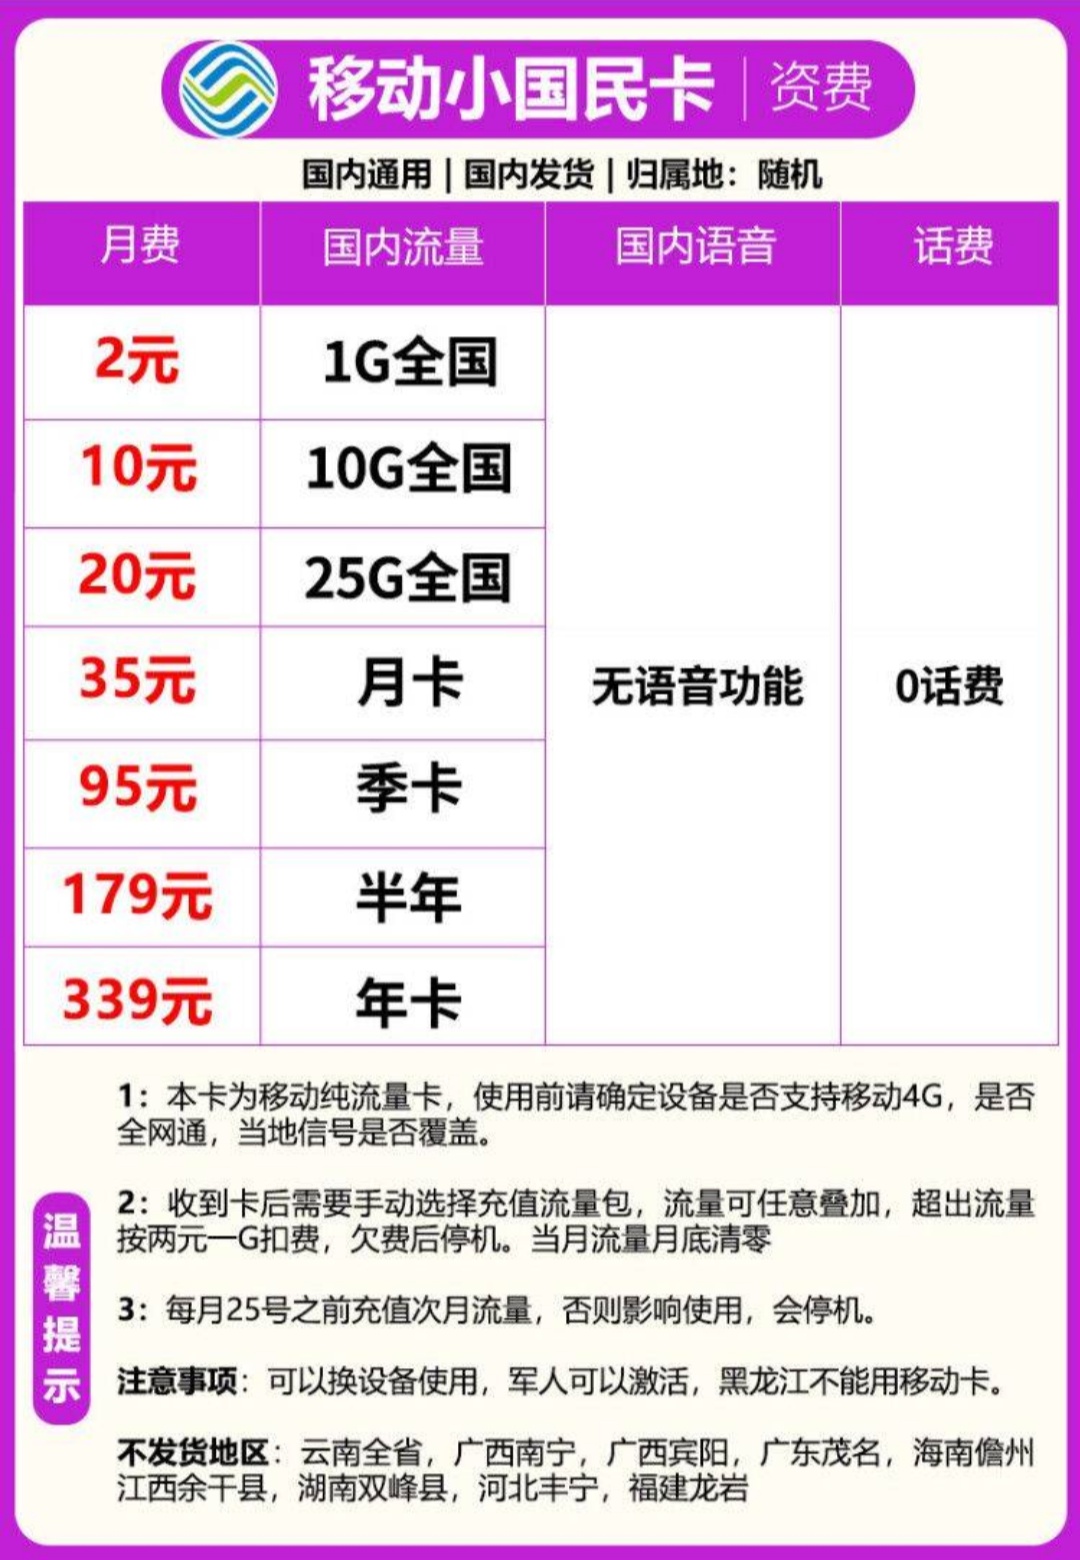 移动小国民卡 资费
国内通用 | 国内发货 | 归属地：随机
月费 国内流量 国内语音 话费
2元 1G全国
10元 10G全国
20元 25G全国
35元 月卡 无语音功能 0话费
95元 季卡
179元 半年
339元 年卡
温馨提示
1：本卡为移动纯流量卡，使用前请确定设备是否支持移动4G，是否
全网通，当地信号是否覆盖。
2：收到卡后需要手动选择充值流量包，流量可任意叠加，超出流量
按两元一G扣费，欠费后停机。当月流量月底清零
3：每月25号之前充值次月流量，否则影响使用，会停机。
注意事项：可以换设备使用，军人可以激活，黑龙江不能用移动卡。
不发货地区：云南全省，广西南宁，广西宾阳，广东茂名，海南儋州
江西余干县，湖南双峰县，河北丰宁，福建龙岩